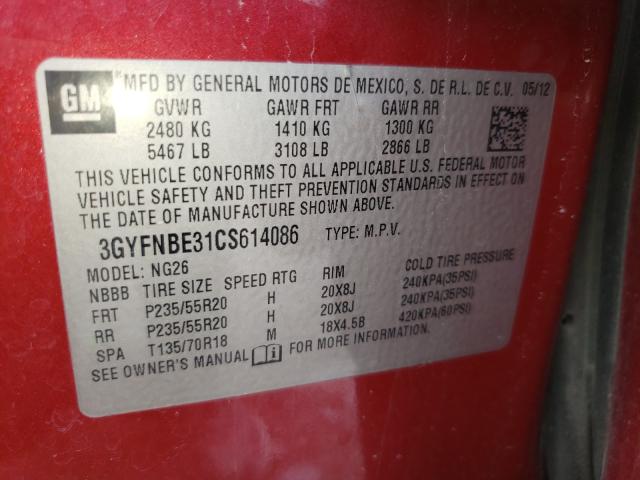 GM
MFD BY GENERAL MOTORS DE MEXICO, S. DE R.L. DE C.V. 05/12
GVWR GAWR FRT GAWR RR
2480 KG 1410 KG 1300 KG
5467 LB 3108 LB 2866 LB
THIS VEHICLE CONFORMS TO ALL APPLICABLE U.S. FEDERAL MOTOR
VEHICLE SAFETY AND THEFT PREVENTION STANDARDS IN EFFECT ON
THE DATE OF MANUFACTURE SHOWN ABOVE.
3GYFNBE31CS614086 TYPE: M.P.V.
MODEL: NG26
NBBB TIRE SIZE SPEED RTG RIM COLD TIRE PRESSURE
FRT P235/55R20 H 20X8J 240KPA(35PSI)
RR P235/55R20 H 20X8J 240KPA(35PSI)
SPA T135/70R18 M 18X4.5B 420KPA(60PSI)
SEE OWNER'S MANUAL FOR MORE INFORMATION.